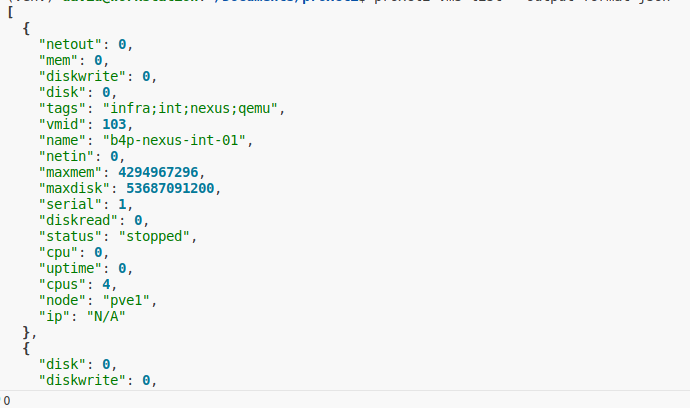 [
  {
    "netout": 0,
    "mem": 0,
    "diskwrite": 0,
    "disk": 0,
    "tags": "infra;int;nexus;qemu",
    "vmid": 103,
    "name": "b4p-nexus-int-01",
    "netin": 0,
    "maxmem": 4294967296,
    "maxdisk": 53687091200,
    "serial": 1,
    "diskread": 0,
    "status": "stopped",
    "cpu": 0,
    "uptime": 0,
    "cpus": 4,
    "node": "pve1",
    "ip": "N/A"
  },
  {
    "disk": 0,
    "diskwrite": 0,
0